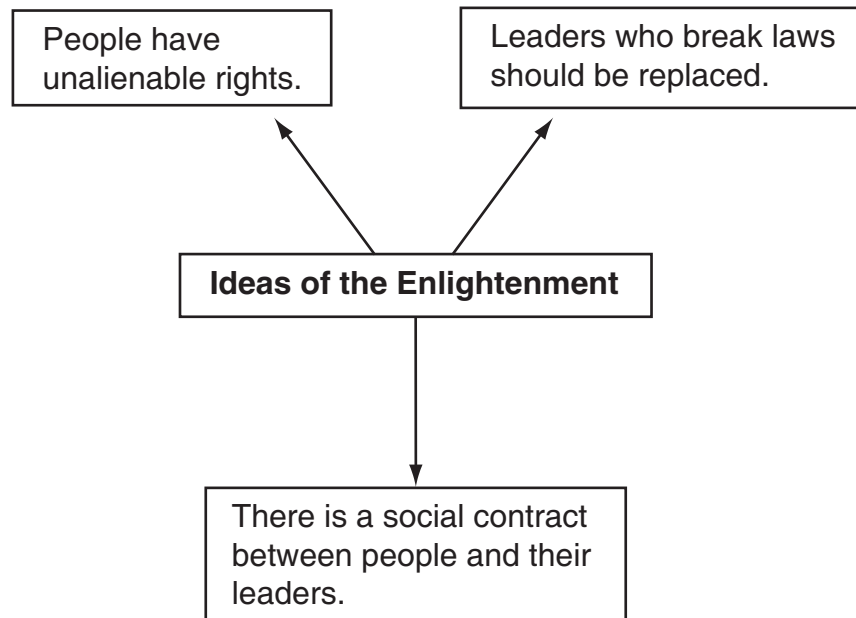 People have
unalienable rights.
Leaders who break laws
should be replaced.
Ideas of the Enlightenment
There is a social contract
between people and their
leaders.